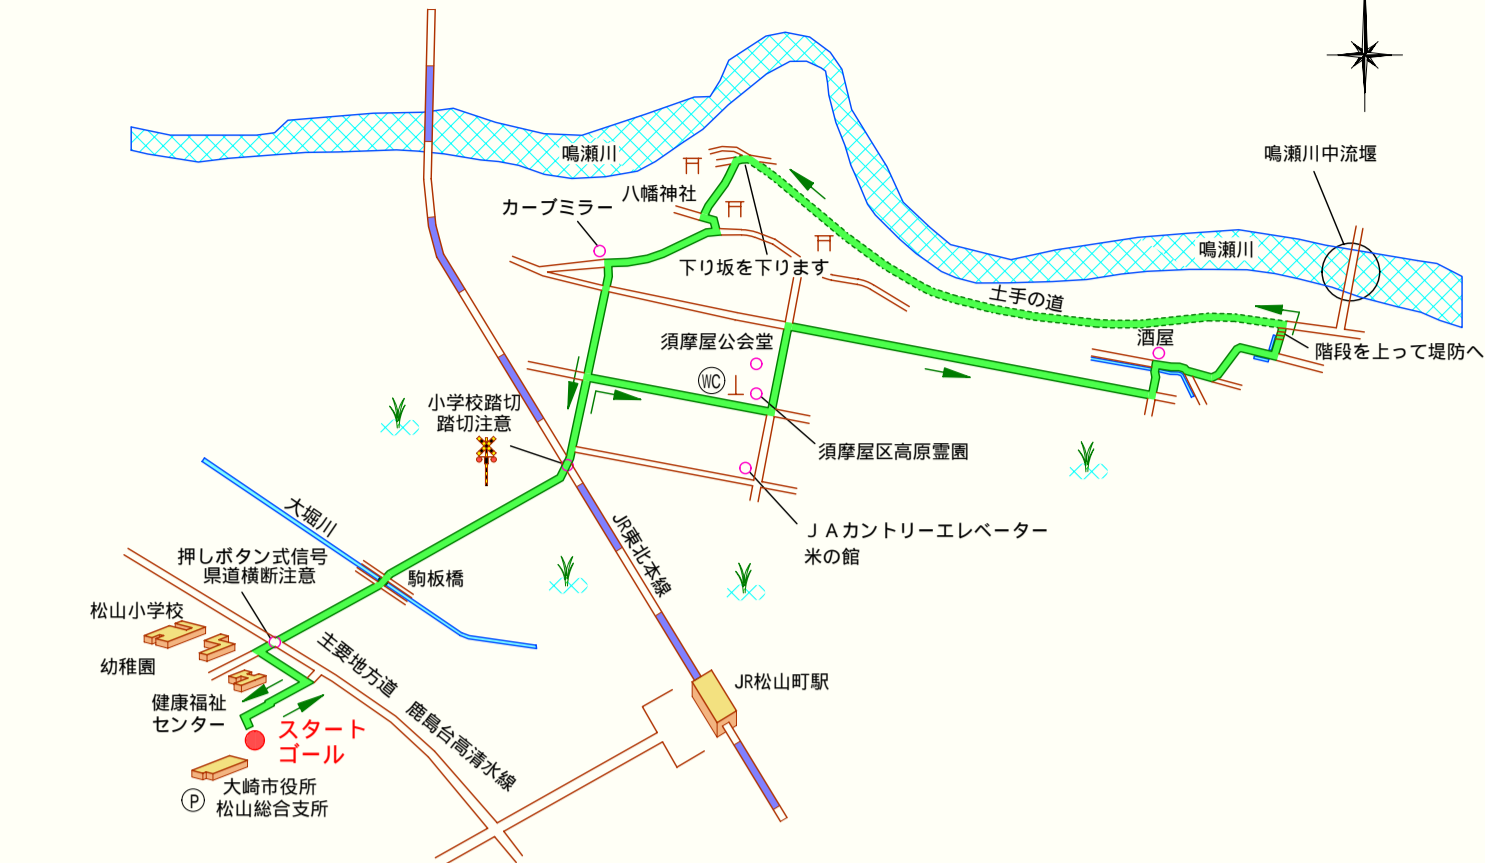 鳴瀬川中流堰
鳴瀬川
八幡神社
カーブミラー
鳴瀬川
下り坂を下ります
土手の道
須摩屋公会堂
酒屋
階段を上って堤防へ
WC
小学校踏切
踏切注意
須摩屋区高原霊園
大堀川
JR東北本線
JAカントリーエレベーター
米の館
押しボタン式信号
県道横断注意
駒板橋
松山小学校
主要地方道 鹿島台高清水線
幼稚園
JR松山町駅
健康福祉
センター
スタート
ゴール
大崎市役所
松山総合支所
P